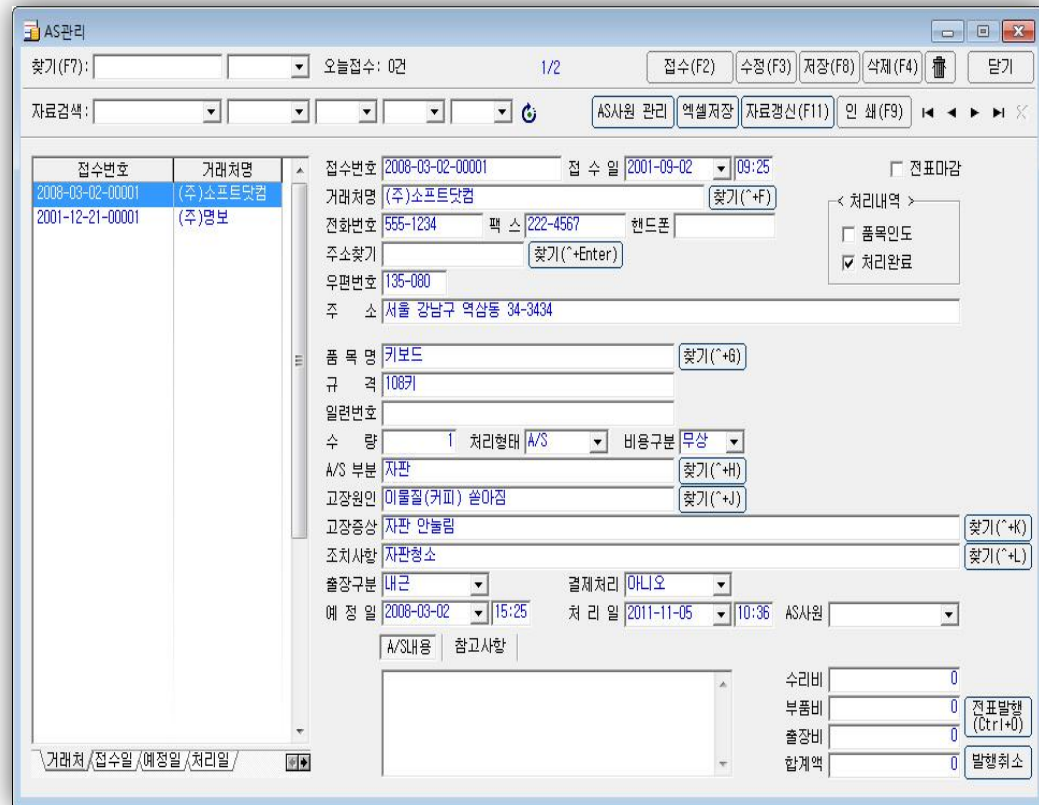 AS관리
찾기(F7): 오늘접수: 0건 1/2 접수(F2) 수정(F3) 저장(F8) 삭제(F4) 닫기
자료검색: AS사원 관리 엑셀저장 자료갱신(F11) 인 쇄(F9)
접수번호 거래처명
2008-03-02-00001 (주)소프트닷컴
2001-12-21-00001 (주)명보
접수번호 2008-03-02-00001 접 수 일 2001-09-02 09:25 전표마감
거래처명 (주)소프트닷컴 찾기(^+F) < 처리내역 >
전화번호 555-1234 팩 스 222-4567 핸드폰 품목인도
주소찾기 찾기(^+Enter) 처리완료
우편번호 135-080
주 소 서울 강남구 역삼동 34-3434
품 목 명 키보드 찾기(^+G)
규 격 108키
일련번호
수 량 1 처리형태 A/S 비용구분 무상
A/S 부분 자판 찾기(^+H)
고장원인 이물질(커피) 쏟아짐 찾기(^+J)
고장증상 자판 안눌림 찾기(^+K)
조치사항 자판청소 찾기(^+L)
출장구분 내근 결제처리 아니오
예 정 일 2008-03-02 15:25 처 리 일 2011-11-05 10:36 AS사원
A/S내용 참고사항
수리비 0
부품비 0 전표발행
(Ctrl+O)
출장비 0
합계액 0 발행취소
거래처 접수일 예정일 처리일